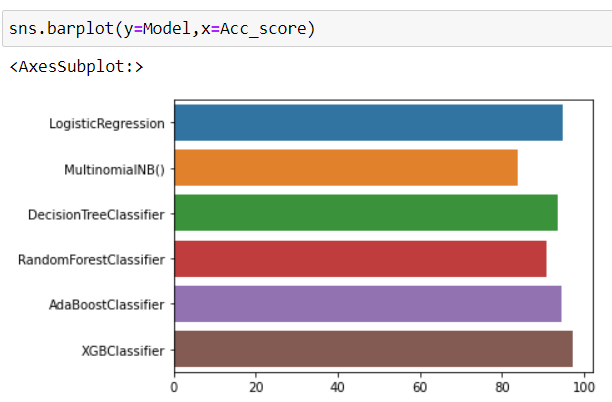 sns.barplot(y=Model,x=Acc_score)
<AxesSubplot:>
LogisticRegression
MultinomialNB()
DecisionTreeClassifier
RandomForestClassifier
AdaBoostClassifier
XGBClassifier
0 20 40 60 80 100